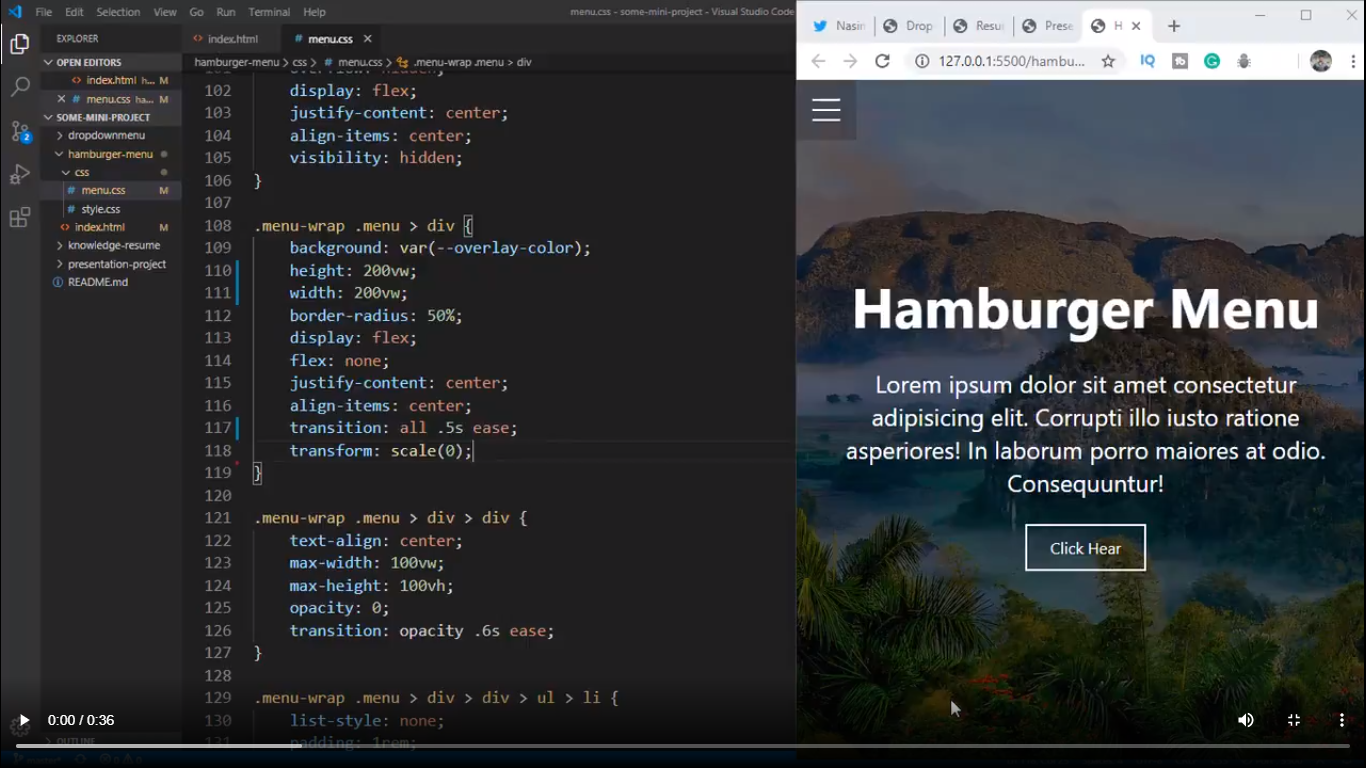 File Edit Selection View Go Run Terminal Help
menu.css - some-mini-project - Visual Studio Code
EXPLORER
OPEN EDITORS
index.html h... M
menu.css ha... M
SOME-MINI-PROJECT
dropdownmenu
hamburger-menu
css
menu.css M
style.css
index.html M
knowledge-resume
presentation-project
README.md
OUTLINE
2
index.html
menu.css
hamburger-menu > css > # menu.css > .menu-wrap .menu > div
101 overflow: hidden;
102 display: flex;
103 justify-content: center;
104 align-items: center;
105 visibility: hidden;
106 }
107
108 .menu-wrap .menu > div {
109 background: var(--overlay-color);
110 height: 200vw;
111 width: 200vw;
112 border-radius: 50%;
113 display: flex;
114 flex: none;
115 justify-content: center;
116 align-items: center;
117 transition: all .5s ease;
118 transform: scale(0);
119 }
120
121 .menu-wrap .menu > div > div {
122 text-align: center;
123 max-width: 100vw;
124 max-height: 100vh;
125 opacity: 0;
126 transition: opacity .6s ease;
127 }
128
129 .menu-wrap .menu > div > div > ul > li {
130 list-style: none;
131 padding: 1rem;
Nasin Drop Resu Prese H
127.0.0.1:5500/hambu...
IQ
Hamburger Menu
Lorem ipsum dolor sit amet consectetur
adipisicing elit. Corrupti illo iusto ratione
asperiores! In laborum porro maiores at odio.
Consequuntur!
Click Hear
0:00 / 0:36